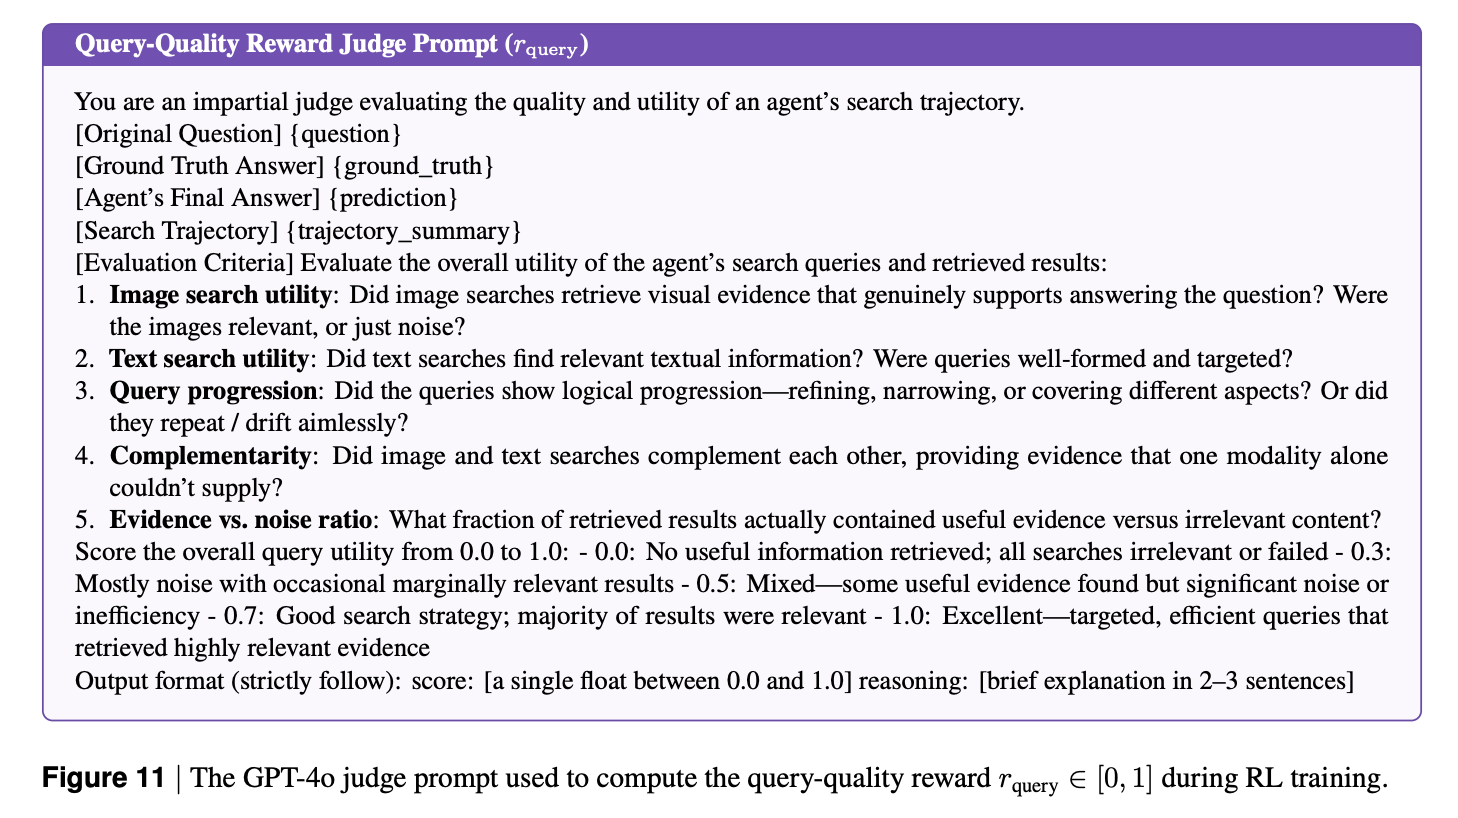 Query-Quality Reward Judge Prompt (r_query)
You are an impartial judge evaluating the quality and utility of an agent’s search trajectory.
[Original Question] {question}
[Ground Truth Answer] {ground_truth}
[Agent’s Final Answer] {prediction}
[Search Trajectory] {trajectory_summary}
[Evaluation Criteria] Evaluate the overall utility of the agent’s search queries and retrieved results:
1. Image search utility: Did image searches retrieve visual evidence that genuinely supports answering the question? Were
the images relevant, or just noise?
2. Text search utility: Did text searches find relevant textual information? Were queries well-formed and targeted?
3. Query progression: Did the queries show logical progression—refining, narrowing, or covering different aspects? Or did
they repeat / drift aimlessly?
4. Complementarity: Did image and text searches complement each other, providing evidence that one modality alone
couldn’t supply?
5. Evidence vs. noise ratio: What fraction of retrieved results actually contained useful evidence versus irrelevant content?
Score the overall query utility from 0.0 to 1.0: - 0.0: No useful information retrieved; all searches irrelevant or failed - 0.3:
Mostly noise with occasional marginally relevant results - 0.5: Mixed—some useful evidence found but significant noise or
inefficiency - 0.7: Good search strategy; majority of results were relevant - 1.0: Excellent—targeted, efficient queries that
retrieved highly relevant evidence
Output format (strictly follow): score: [a single float between 0.0 and 1.0] reasoning: [brief explanation in 2–3 sentences]
Figure 11 | The GPT-4o judge prompt used to compute the query-quality reward r_query ∈ [0, 1] during RL training.